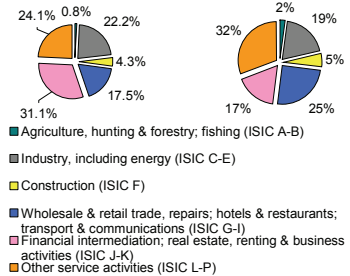 24.1%
0.8%
22.2%
4.3%
17.5%
31.1%
2%
19%
5%
25%
17%
32%
Agriculture, hunting & forestry; fishing (ISIC A-B)
Industry, including energy (ISIC C-E)
Construction (ISIC F)
Wholesale & retail trade, repairs; hotels & restaurants;
transport & communications (ISIC G-I)
Financial intermediation; real estate, renting & business
activities (ISIC J-K)
Other service activities (ISIC L-P)